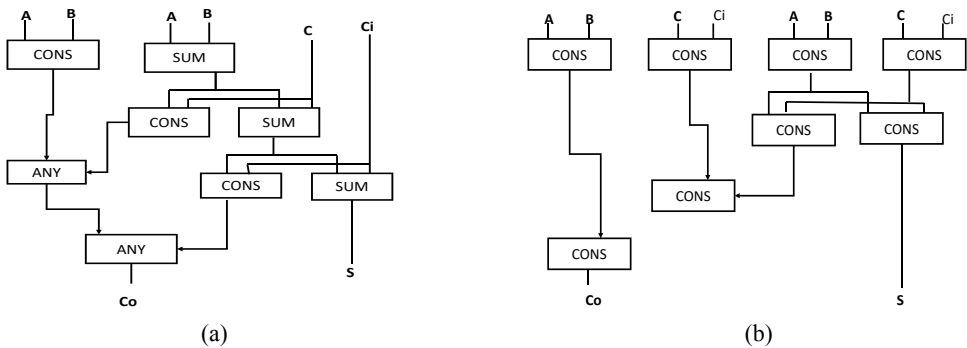 A B A B C Ci
CONS SUM
CONS SUM
ANY CONS SUM
ANY
S
Co
(a)
A B C Ci A B C Ci
CONS CONS CONS CONS
CONS CONS
CONS
CONS
Co S
(b)